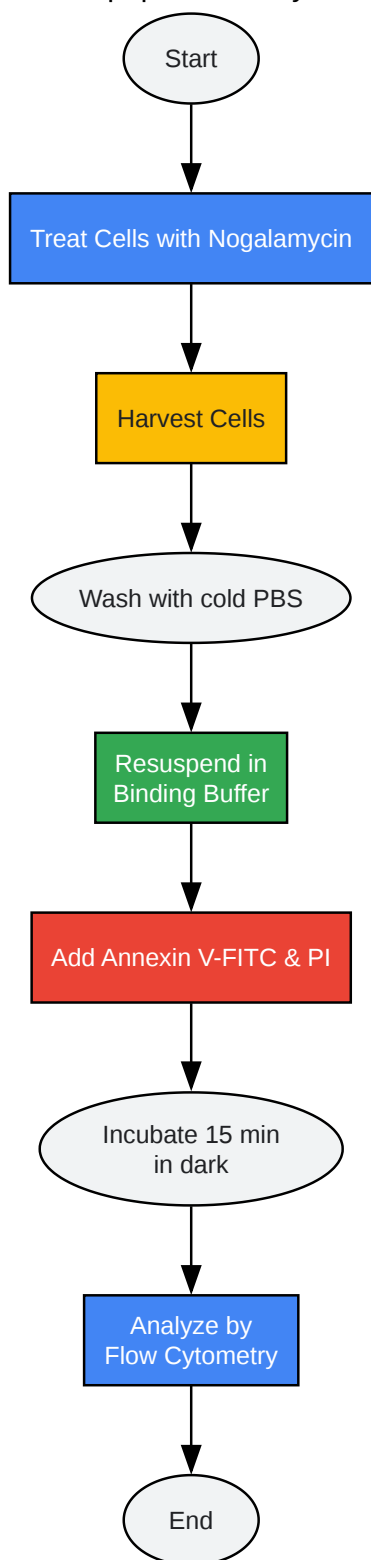 Start
Treat Cells with Nogalamycin
Harvest Cells
Wash with cold PBS
Resuspend in
Binding Buffer
Add Annexin V-FITC & PI
Incubate 15 min
in dark
Analyze by
Flow Cytometry
End